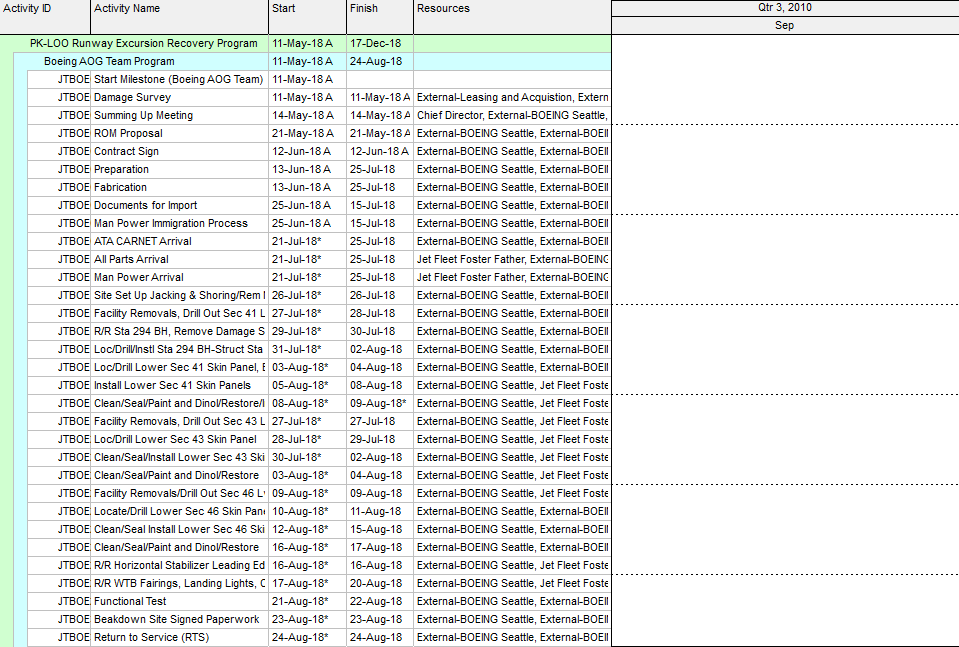 Activity ID Activity Name Start Finish Resources Qtr 3, 2010
Sep
PK-LOO Runway Excursion Recovery Program 11-May-18 A 17-Dec-18
Boeing AOG Team Program 11-May-18 A 24-Aug-18
JTBOE Start Milestone (Boeing AOG Team) 11-May-18 A
JTBOE Damage Survey 11-May-18 A 11-May-18 A External-Leasing and Acquistion, Extern
JTBOE Summing Up Meeting 14-May-18 A 14-May-18 A Chief Director, External-BOEING Seattle,
JTBOE ROM Proposal 21-May-18 A 21-May-18 A External-BOEING Seattle, External-BOEI
JTBOE Contract Sign 12-Jun-18 A 12-Jun-18 A External-BOEING Seattle, External-BOEI
JTBOE Preparation 13-Jun-18 A 25-Jul-18 External-BOEING Seattle, External-BOEI
JTBOE Fabrication 13-Jun-18 A 25-Jul-18 External-BOEING Seattle, External-BOEI
JTBOE Documents for Import 25-Jun-18 A 15-Jul-18 External-BOEING Seattle, External-BOEI
JTBOE Man Power Immigration Process 25-Jun-18 A 15-Jul-18 External-BOEING Seattle, External-BOEI
JTBOE ATA CARNET Arrival 21-Jul-18* 25-Jul-18 External-BOEING Seattle, External-BOEI
JTBOE All Parts Arrival 21-Jul-18* 25-Jul-18 Jet Fleet Foster Father, External-BOEING
JTBOE Man Power Arrival 21-Jul-18* 25-Jul-18 Jet Fleet Foster Father, External-BOEING
JTBOE Site Set Up Jacking & Shoring/Rem 26-Jul-18* 26-Jul-18 External-BOEING Seattle, External-BOEI
JTBOE Facility Removals, Drill Out Sec 41 L 27-Jul-18* 28-Jul-18 External-BOEING Seattle, External-BOEI
JTBOE R/R Sta 294 BH, Remove Damage S 29-Jul-18* 30-Jul-18 External-BOEING Seattle, External-BOEI
JTBOE Loc/Drill/Instl Sta 294 BH-Struct Sta 31-Jul-18* 02-Aug-18 External-BOEING Seattle, External-BOEI
JTBOE Loc/Drill Lower Sec 41 Skin Panel, 03-Aug-18* 04-Aug-18 External-BOEING Seattle, External-BOEI
JTBOE Install Lower Sec 41 Skin Panels 05-Aug-18* 08-Aug-18 External-BOEING Seattle, Jet Fleet Foste
JTBOE Clean/Seal/Paint and Dinol/Restore/ 08-Aug-18* 09-Aug-18* External-BOEING Seattle, Jet Fleet Foste
JTBOE Facility Removals, Drill Out Sec 43 L 27-Jul-18* 27-Jul-18 External-BOEING Seattle, Jet Fleet Foste
JTBOE Loc/Drill Lower Sec 43 Skin Panel 28-Jul-18* 29-Jul-18 External-BOEING Seattle, Jet Fleet Foste
JTBOE Clean/Seal/Install Lower Sec 43 Ski 30-Jul-18* 02-Aug-18 External-BOEING Seattle, Jet Fleet Foste
JTBOE Clean/Seal/Paint and Dinol/Restore 03-Aug-18* 04-Aug-18 External-BOEING Seattle, Jet Fleet Foste
JTBOE Facility Removals/Drill Out Sec 46 L 09-Aug-18* 09-Aug-18 External-BOEING Seattle, Jet Fleet Foste
JTBOE Locate/Drill Lower Sec 46 Skin Pan 10-Aug-18* 11-Aug-18 External-BOEING Seattle, External-BOEI
JTBOE Clean/Seal Install Lower Sec 46 Ski 12-Aug-18* 15-Aug-18 External-BOEING Seattle, External-BOEI
JTBOE Clean/Seal/Paint and Dinol/Restore 16-Aug-18* 17-Aug-18 External-BOEING Seattle, External-BOEI
JTBOE R/R Horizontal Stabilizer Leading Ed 16-Aug-18* 16-Aug-18 External-BOEING Seattle, Jet Fleet Foste
JTBOE R/R WTB Fairings, Landing Lights, C 17-Aug-18* 20-Aug-18 External-BOEING Seattle, Jet Fleet Foste
JTBOE Functional Test 21-Aug-18* 22-Aug-18 External-BOEING Seattle, External-BOEI
JTBOE Beakdown Site Signed Paperwork 23-Aug-18* 23-Aug-18 External-BOEING Seattle, External-BOEI
JTBOE Return to Service (RTS) 24-Aug-18* 24-Aug-18 External-BOEING Seattle, External-BOEI